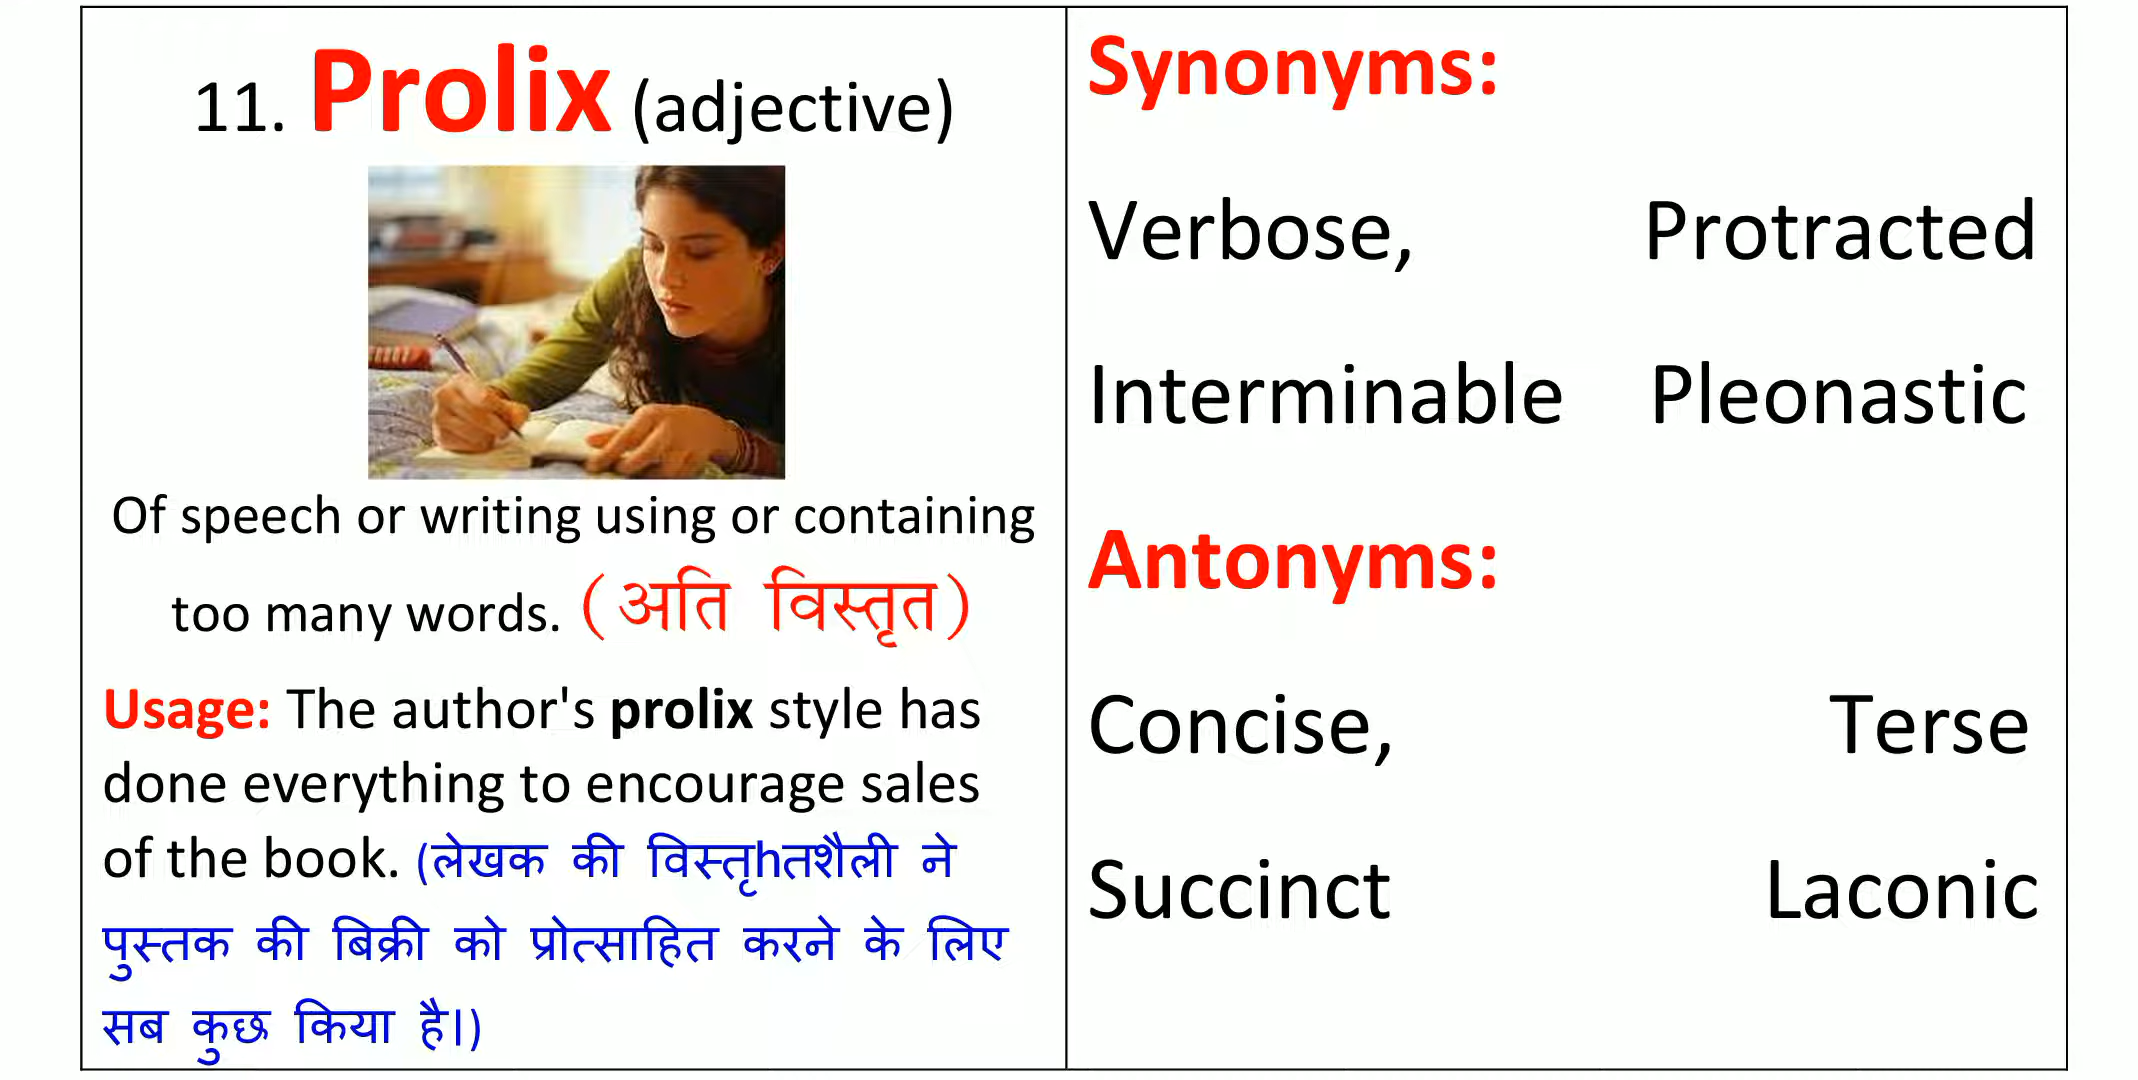 11. Prolix (adjective)
Of speech or writing using or containing
too many words. (अति विस्तृत)
Usage: The author's prolix style has
done everything to encourage sales
of the book. (लेखक की विस्तृhतशैली ने
पुस्तक की बिक्री को प्रोत्साहित करने के लिए
सब कुछ किया है।)
Synonyms:
Verbose, Protracted
Interminable Pleonastic
Antonyms:
Concise, Terse
Succinct Laconic